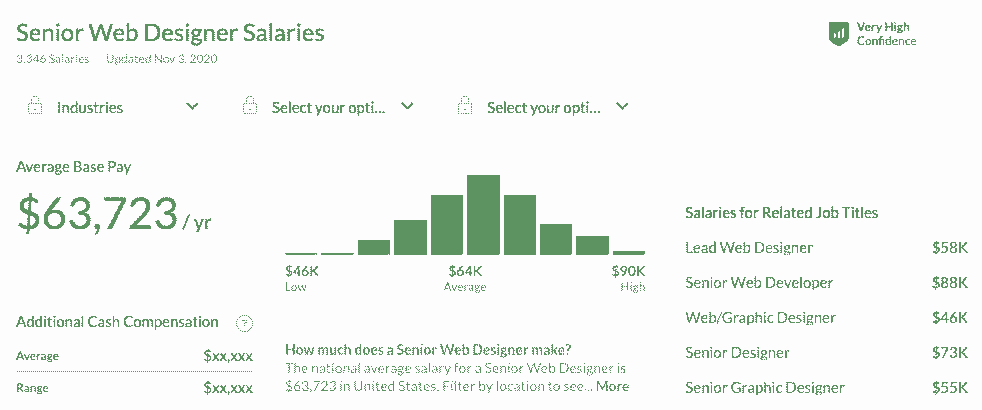 Senior Web Designer Salaries
3,346 Salaries Updated Nov 3, 2020
Very High
Confidence
Industries
Select your opti...
Select your opti...
Average Base Pay
$63,723 / yr
$46K
Low
$64K
Average
$90K
High
Additional Cash Compensation ?
Average $xx,xxx
Range $xx,xxx
How much does a Senior Web Designer make?
The national average salary for a Senior Web Designer is
$63,723 in United States. Filter by location to see... More
Salaries for Related Job Titles
Lead Web Designer $58K
Senior Web Developer $88K
Web/Graphic Designer $46K
Senior Designer $73K
Senior Graphic Designer $55K